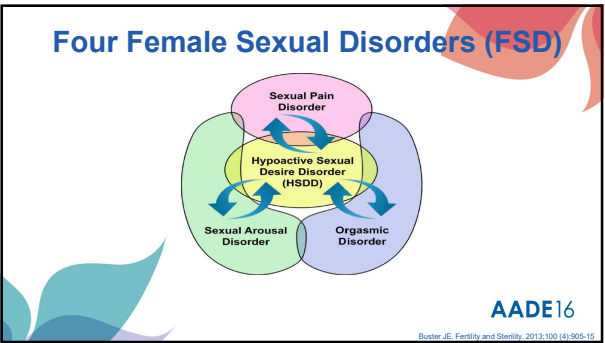 Four Female Sexual Disorders (FSD)
Sexual Pain
Disorder
Hypoactive Sexual
Desire Disorder
(HSDD)
Sexual Arousal
Disorder
Orgasmic
Disorder
AADE16
Buster JE. Fertility and Sterility. 2013;100 (4):905-15